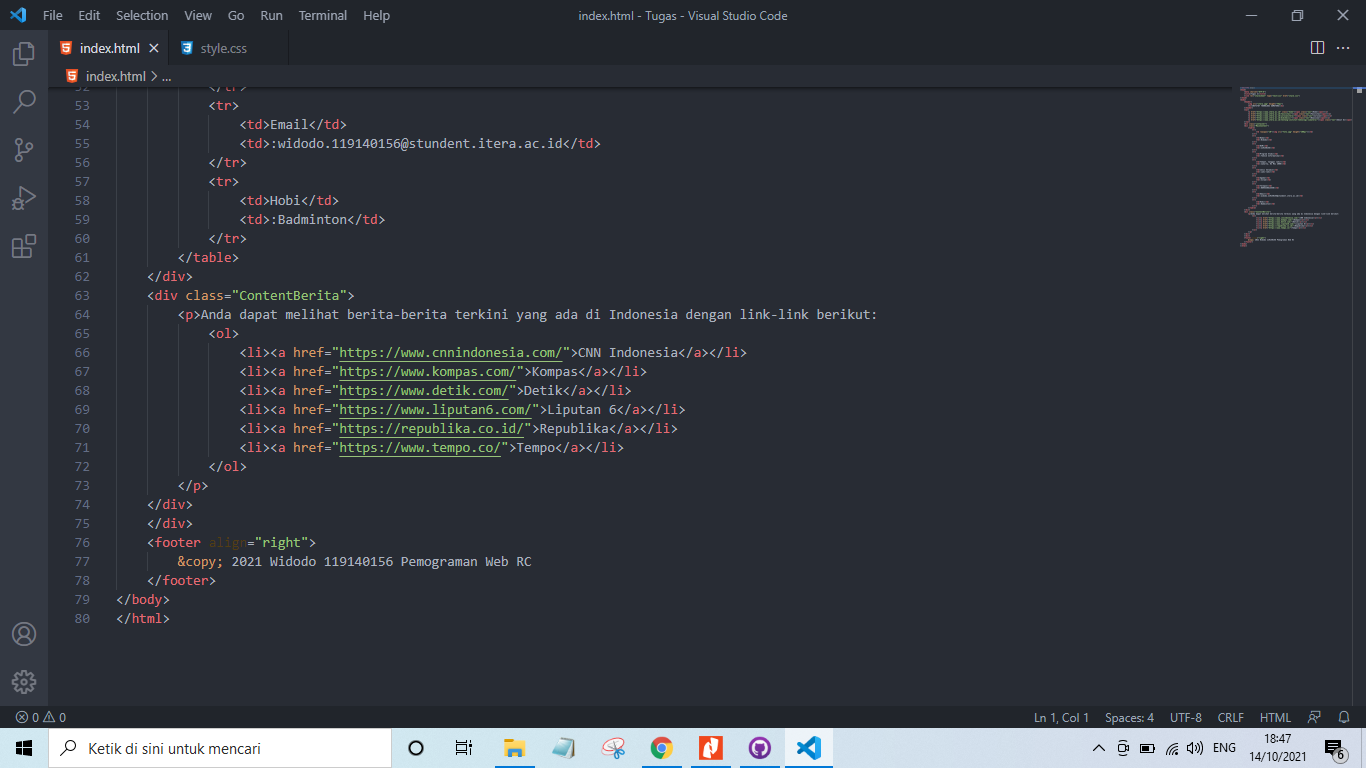 File Edit Selection View Go Run Terminal Help index.html - Tugas - Visual Studio Code
index.html style.css
index.html > ...
52 </tr>
53 <tr>
54 <td>Email</td>
55 <td>:widodo.119140156@stundent.itera.ac.id</td>
56 </tr>
57 <tr>
58 <td>Hobi</td>
59 <td>:Badminton</td>
60 </tr>
61 </table>
62 </div>
63 <div class="ContentBerita">
64 <p>Anda dapat melihat berita-berita terkini yang ada di Indonesia dengan link-link berikut:
65 <ol>
66 <li><a href="https://www.cnnindonesia.com/">CNN Indonesia</a></li>
67 <li><a href="https://www.kompas.com/">Kompas</a></li>
68 <li><a href="https://www.detik.com/">Detik</a></li>
69 <li><a href="https://www.liputan6.com/">Liputan 6</a></li>
70 <li><a href="https://republika.co.id/">Republika</a></li>
71 <li><a href="https://www.tempo.co/">Tempo</a></li>
72 </ol>
73 </p>
74 </div>
75 </div>
76 <footer align="right">
77 &copy; 2021 Widodo 119140156 Pemograman Web RC
78 </footer>
79 </body>
80 </html>
0 0 Ln 1, Col 1 Spaces: 4 UTF-8 CRLF HTML
Ketik di sini untuk mencari ENG 18:47
14/10/2021 6